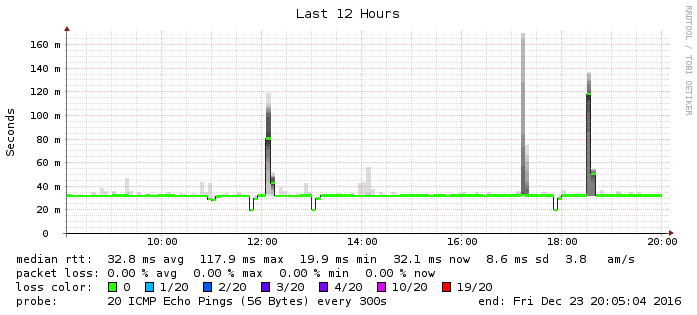 Last 12 Hours
RRDTOOL / TOBI OETIKER
Seconds
160 m
140 m
120 m
100 m
80 m
60 m
40 m
20 m
0
10:00 12:00 14:00 16:00 18:00 20:00
median rtt: 32.8 ms avg 117.9 ms max 19.9 ms min 32.1 ms now 8.6 ms sd 3.8 am/s
packet loss: 0.00 % avg 0.00 % max 0.00 % min 0.00 % now
loss color: 0 1/20 2/20 3/20 4/20 10/20 19/20
probe: 20 ICMP Echo Pings (56 Bytes) every 300s end: Fri Dec 23 20:05:04 2016